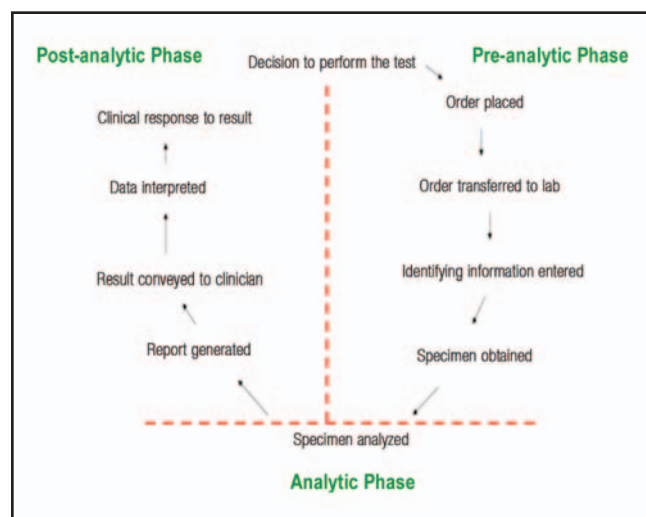 Post-analytic Phase
Decision to perform the test
Pre-analytic Phase
Order placed
Order transferred to lab
Identifying information entered
Specimen obtained
Specimen analyzed
Analytic Phase
Report generated
Result conveyed to clinician
Data interpreted
Clinical response to result